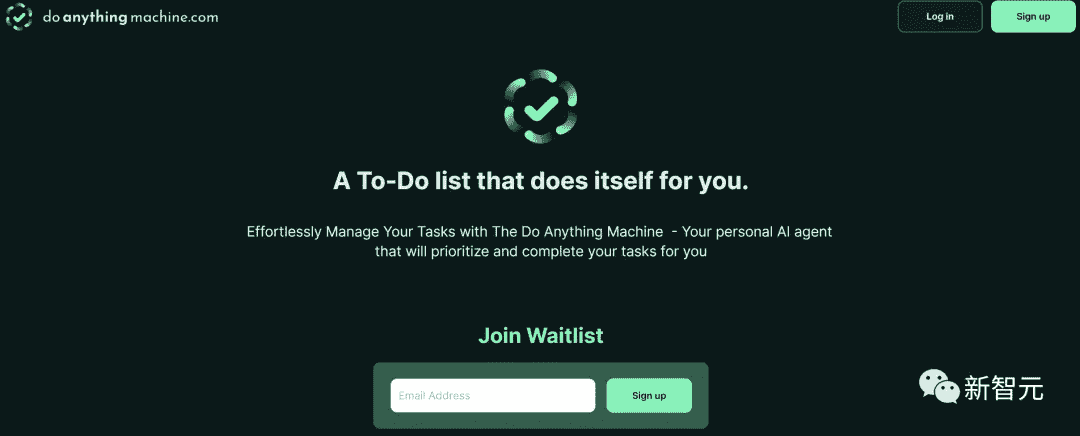 do anything machine.com
Log in
Sign up
A To-Do list that does itself for you.
Effortlessly Manage Your Tasks with The Do Anything Machine - Your personal AI agent
that will prioritize and complete your tasks for you
Join Waitlist
Email Address
Sign up
新智元